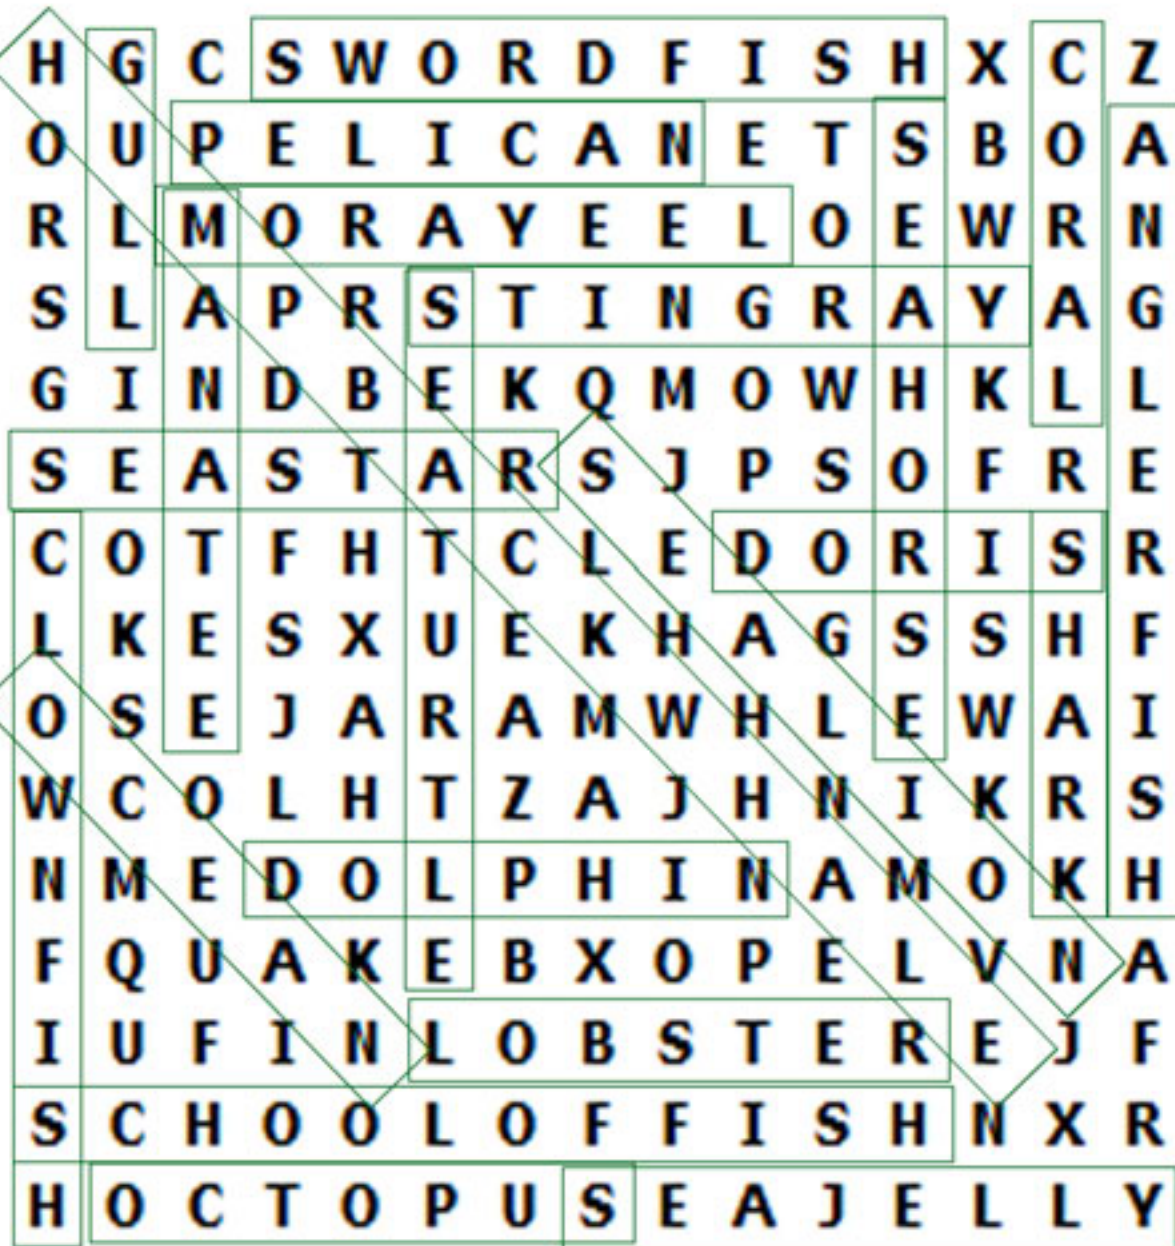 H G C S W O R D F I S H X C Z
O U P E L I C A N E T S B O A
R L M O R A Y E E L O E W R N
S L A P R S T I N G R A Y A G
G I N D B E K Q M O W H K L L
S E A S T A R S J P S O F R E
C O T F H T C L E D O R I S R
L K E S X U E K H A G S S H F
O S E J A R A M W H L E W A I
W C O L H T Z A J H N I K R S
N M E D O L P H I N A M O K H
F Q U A K E B X O P E L V N A
I U F I N L O B S T E R E J F
S C H O O L O F F I S H N X R
H O C T O P U S E A J E L L Y